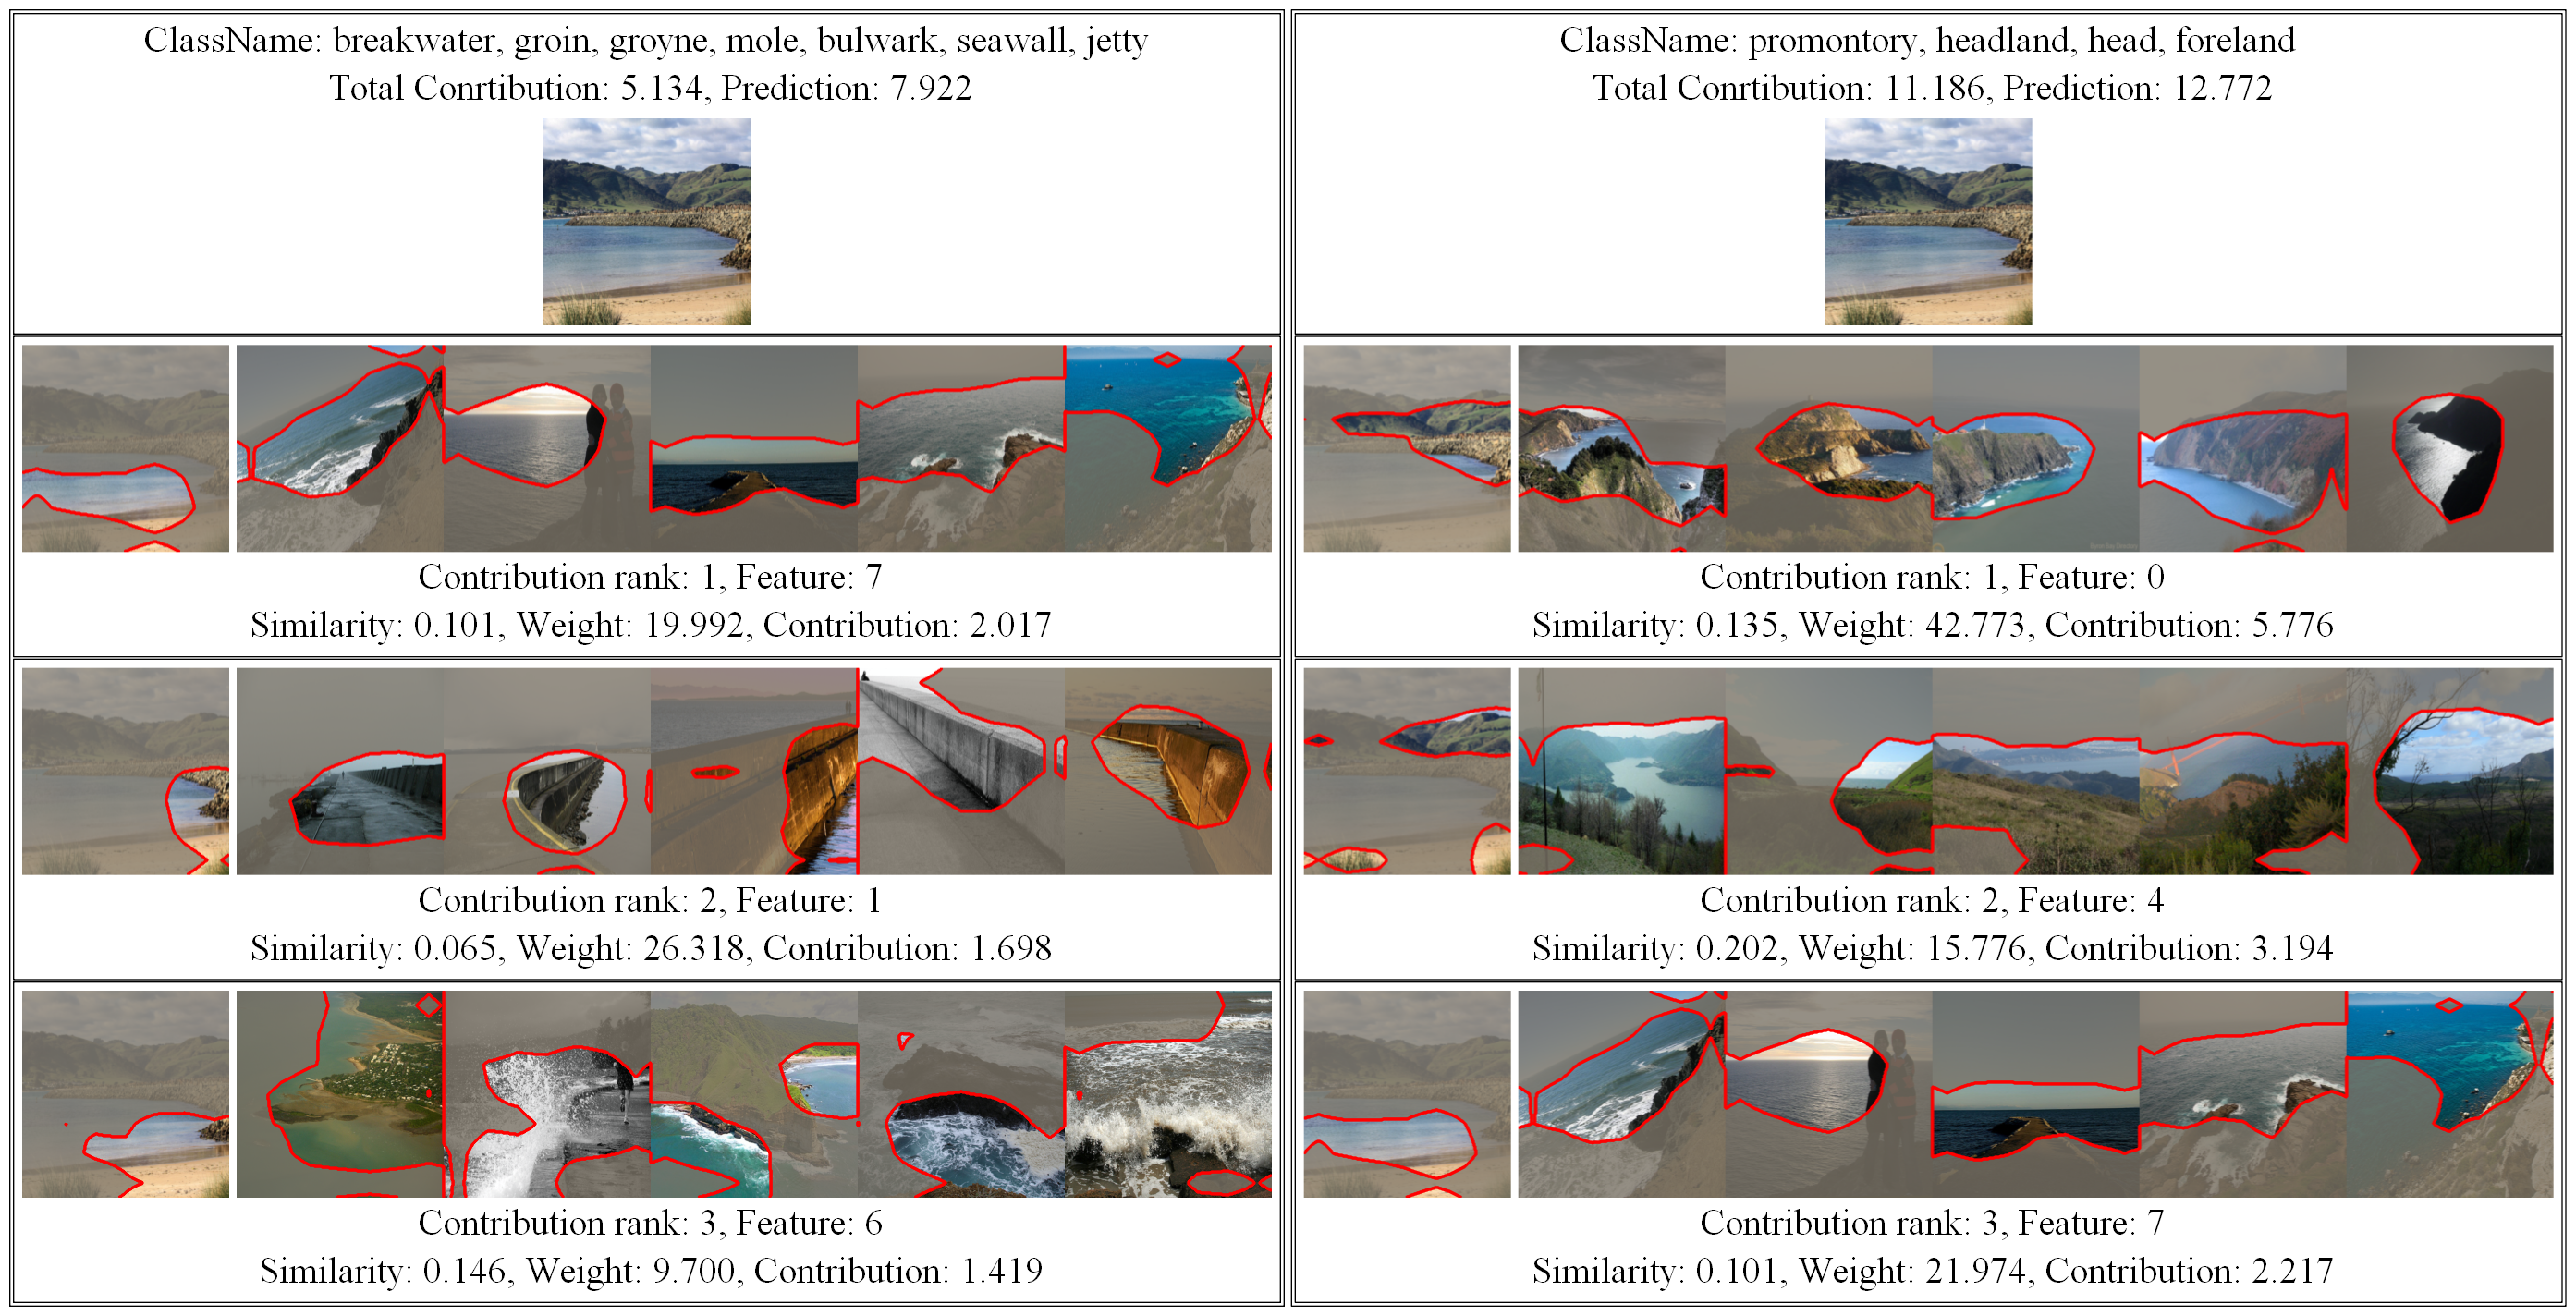 ClassName: breakwater, groin, groyne, mole, bulwark, seawall, jetty
Total Conrtibution: 5.134, Prediction: 7.922
Contribution rank: 1, Feature: 7
Similarity: 0.101, Weight: 19.992, Contribution: 2.017
Contribution rank: 2, Feature: 1
Similarity: 0.065, Weight: 26.318, Contribution: 1.698
Contribution rank: 3, Feature: 6
Similarity: 0.146, Weight: 9.700, Contribution: 1.419
ClassName: promontory, headland, head, foreland
Total Conrtibution: 11.186, Prediction: 12.772
Contribution rank: 1, Feature: 0
Similarity: 0.135, Weight: 42.773, Contribution: 5.776
Contribution rank: 2, Feature: 4
Similarity: 0.202, Weight: 15.776, Contribution: 3.194
Contribution rank: 3, Feature: 7
Similarity: 0.101, Weight: 21.974, Contribution: 2.217